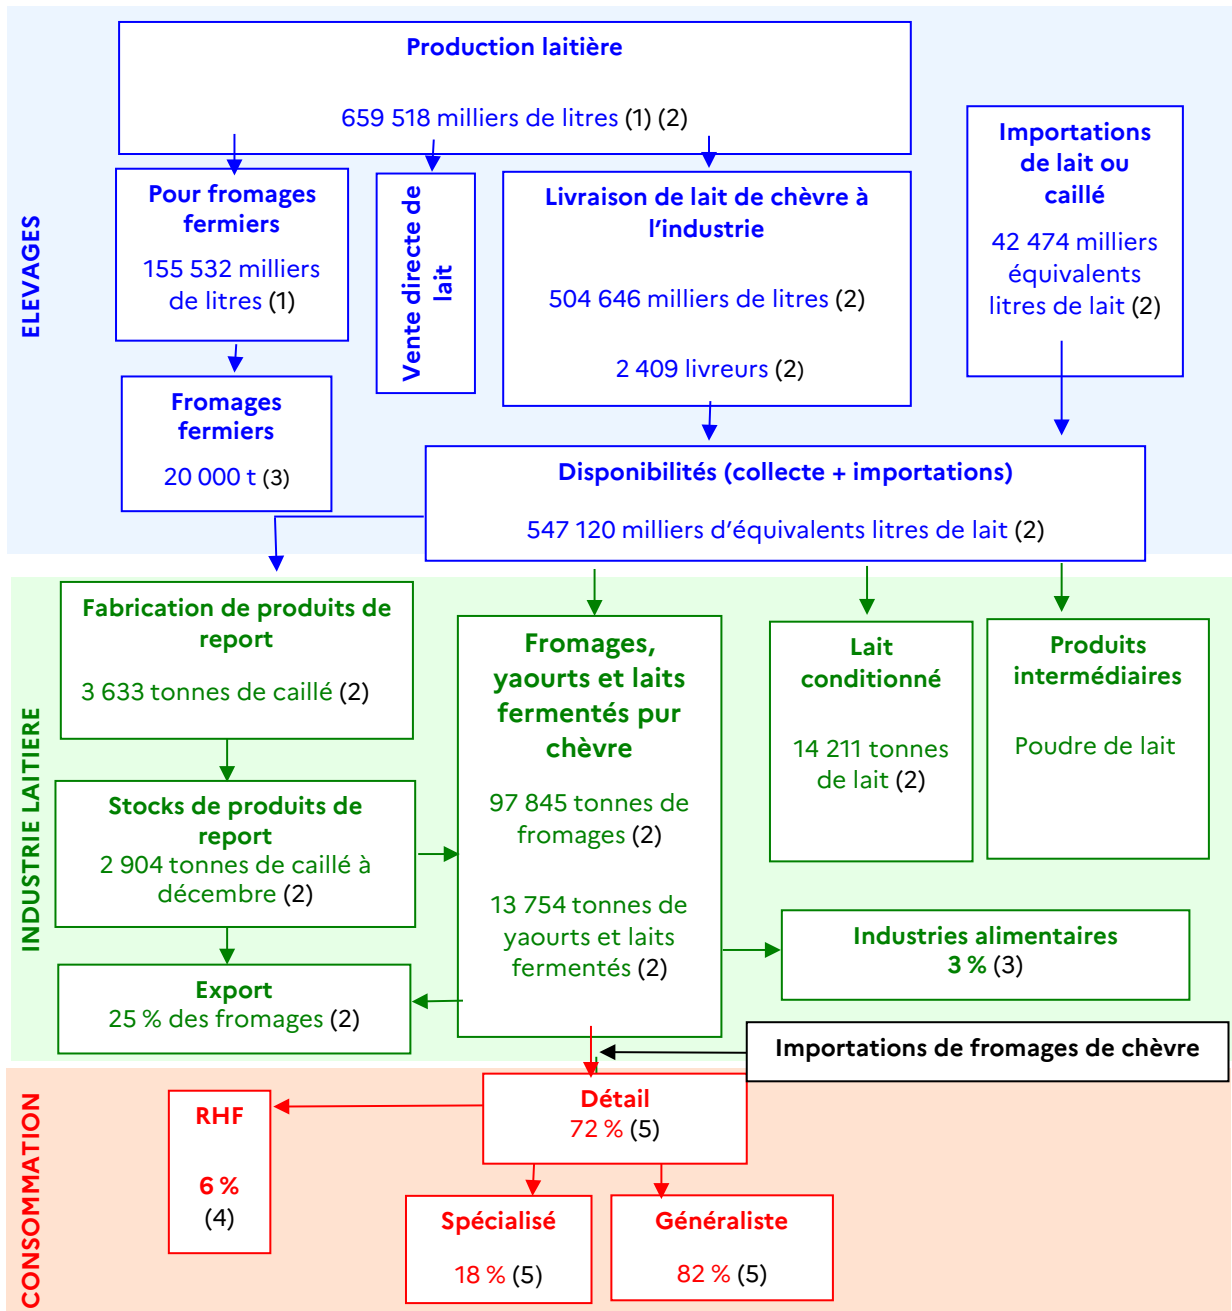 ELEVAGES
Production laitière
659 518 milliers de litres (1) (2)
Pour fromages
fermiers
155 532 milliers
de litres (1)
Vente directe de
lait
Livraison de lait de chèvre à
l'industrie
504 646 milliers de litres (2)
2 409 livreurs (2)
Importations
de lait ou
caillé
42 474 milliers
équivalents
litres de lait (2)
Fromages
fermiers
20 000 t (3)
Disponibilités (collecte + importations)
547 120 milliers d'équivalents litres de lait (2)
INDUSTRIE LAITIERE
Fabrication de produits de
report
3 633 tonnes de caillé (2)
Stocks de produits de
report
2 904 tonnes de caillé à
décembre (2)
Export
25 % des fromages (2)
Fromages,
yaourts et laits
fermentés pur
chèvre
97 845 tonnes de
fromages (2)
13 754 tonnes de
yaourts et laits
fermentés (2)
Lait
conditionné
14 211 tonnes
de lait (2)
Produits
intermédiaires
Poudre de lait
Industries alimentaires
3 % (3)
Importations de fromages de chèvre
CONSOMMATION
RHF
6 %
(4)
Détail
72 % (5)
Spécialisé
18 % (5)
Généraliste
82 % (5)